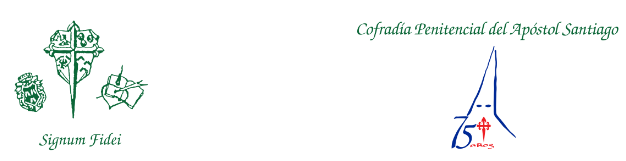 Cofradía Penitencial del Apóstol Santiago
75
años
Signum Fidei